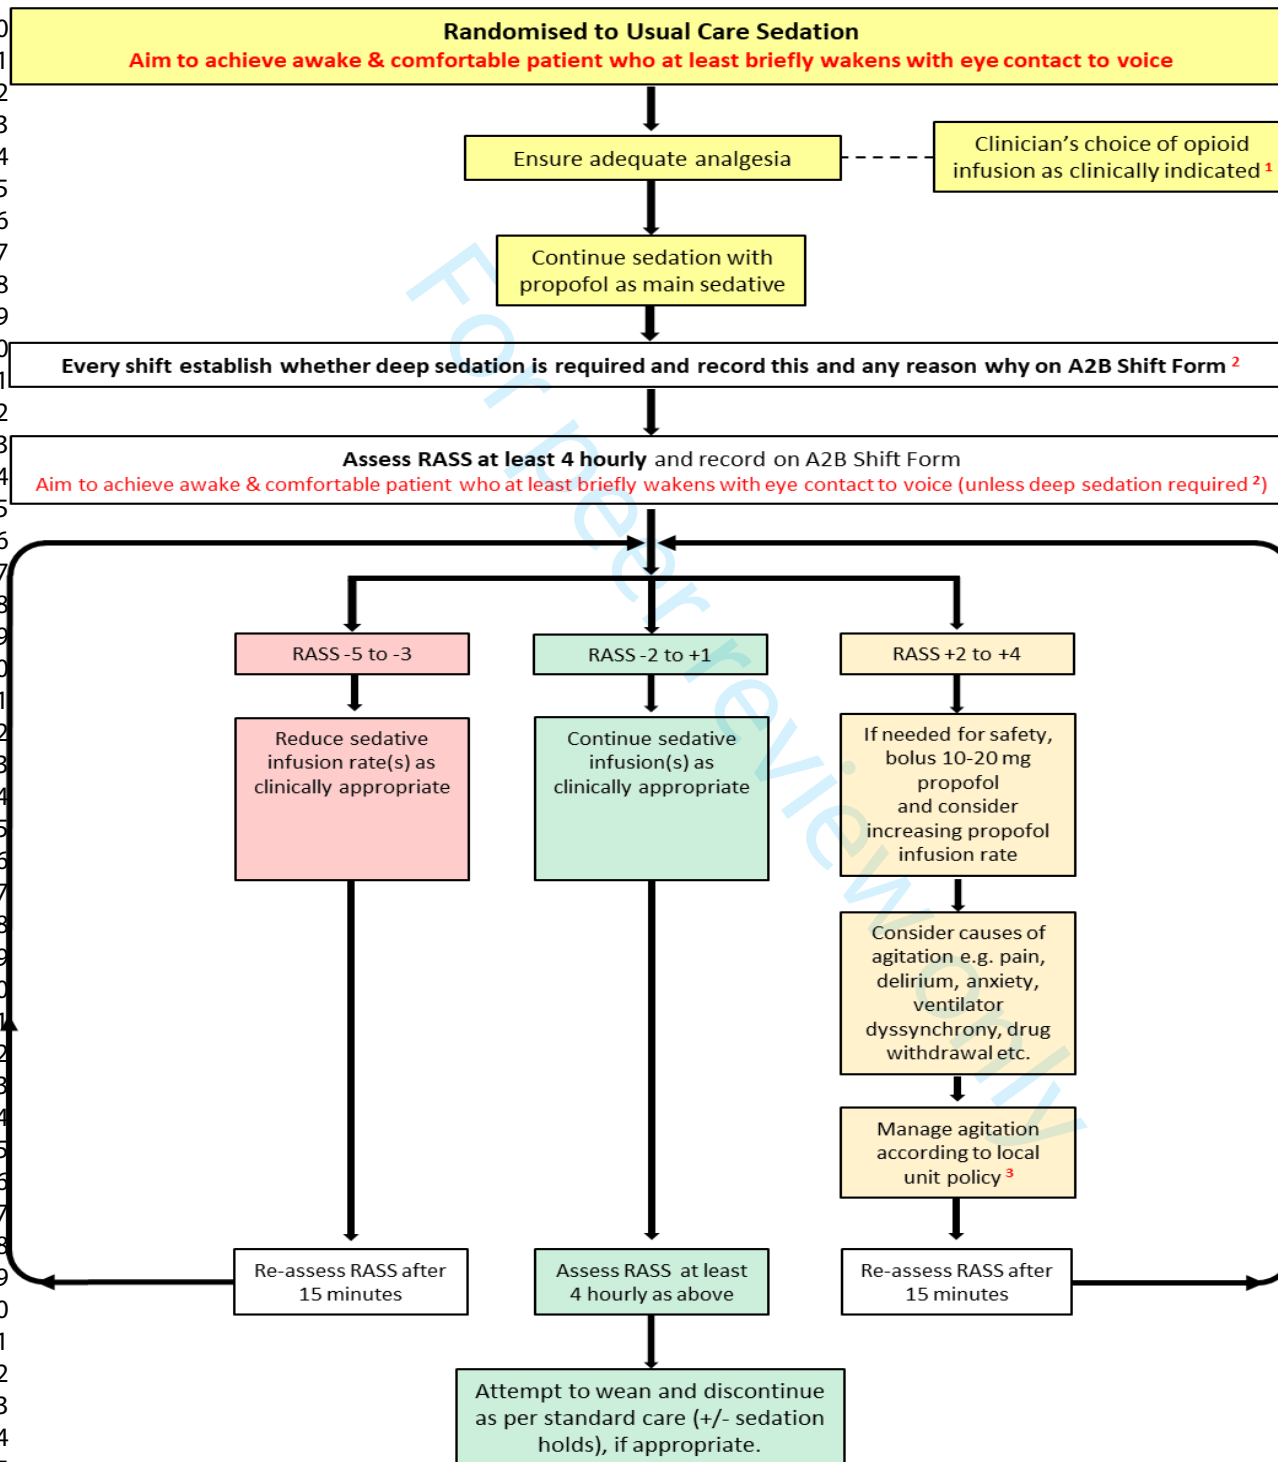 Randomised to Usual Care Sedation
Aim to achieve awake & comfortable patient who at least briefly wakens with eye contact to voice
Ensure adequate analgesia
Clinician's choice of opioid
infusion as clinically indicated 1
Continue sedation with
propofol as main sedative
Every shift establish whether deep sedation is required and record this and any reason why on A2B Shift Form 2
Assess RASS at least 4 hourly and record on A2B Shift Form
Aim to achieve awake & comfortable patient who at least briefly wakens with eye contact to voice (unless deep sedation required 2)
RASS -5 to -3
Reduce sedative
infusion rate(s) as
clinically appropriate
Re-assess RASS after
15 minutes
RASS -2 to +1
Continue sedative
infusion(s) as
clinically appropriate
Assess RASS at least
4 hourly as above
Attempt to wean and discontinue
as per standard care (+/- sedation
holds), if appropriate.
RASS +2 to +4
If needed for safety,
bolus 10-20 mg
propofol
and consider
increasing propofol
infusion rate
Consider causes of
agitation e.g. pain,
delirium, anxiety,
ventilator
dyssynchrony, drug
withdrawal etc.
Manage agitation
according to local
unit policy 3
Re-assess RASS after
15 minutes
For peer review only